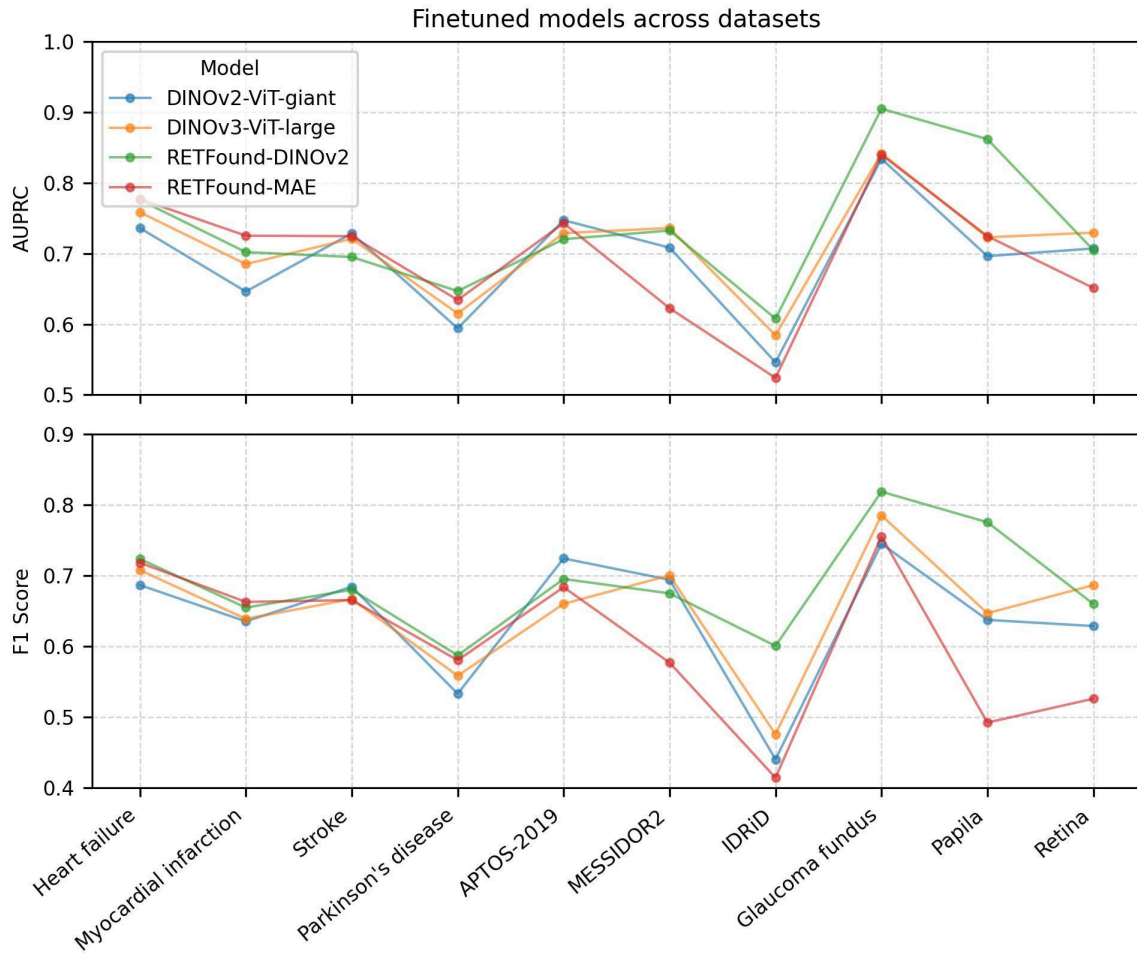 Finetuned models across datasets
1.0
0.9
0.8
0.7
0.6
0.5
AUPRC
Model
DINOv2-ViT-giant
DINOv3-ViT-large
RETFound-DINOv2
RETFound-MAE
0.9
0.8
0.7
0.6
0.5
0.4
F1 Score
Heart failure
Myocardial infarction
Stroke
Parkinson's disease
APTOS-2019
MESSIDOR2
IDRiD
Glaucoma fundus
Papila
Retina